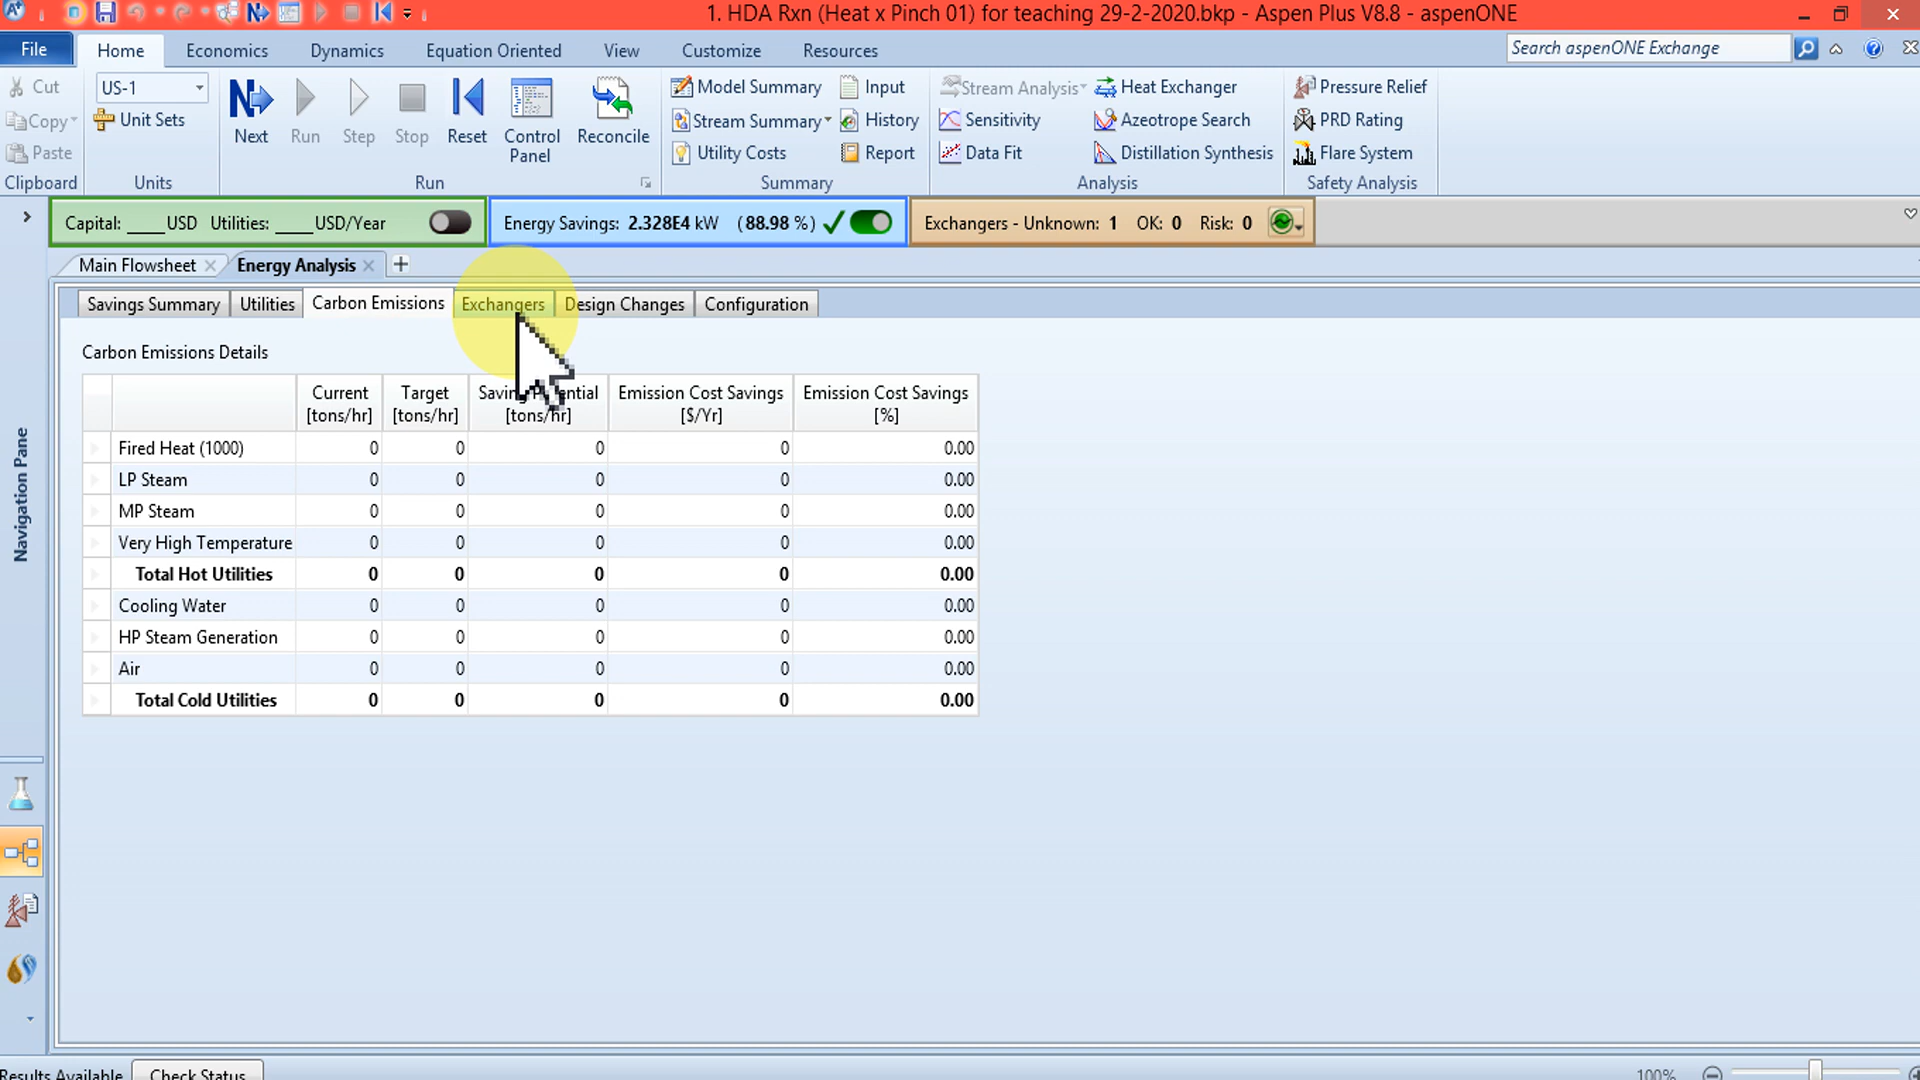 1. HDA Rxn (Heat x Pinch 01) for teaching 29-2-2020.bkp - Aspen Plus V8.8 - aspenONE
File Home Economics Dynamics Equation Oriented View Customize Resources Search aspenONE Exchange
Cut US-1 Model Summary Input Stream Analysis Heat Exchanger Pressure Relief
Copy Unit Sets Stream Summary History Sensitivity Azeotrope Search PRD Rating
Next Run Step Stop Reset Control Panel Reconcile
Paste Utility Costs Report Data Fit Distillation Synthesis Flare System
Clipboard Units Run Summary Analysis Safety Analysis
Capital: ____USD Utilities: ____USD/Year Energy Savings: 2.328E4 kW (88.98 %) Exchangers - Unknown: 1 OK: 0 Risk: 0
Main Flowsheet Energy Analysis
Savings Summary Utilities Carbon Emissions Exchangers Design Changes Configuration
Carbon Emissions Details
Current Target Emission Cost Savings Emission Cost Savings
[tons/hr] [tons/hr] [tons/hr] [$/Yr] [%]
Fired Heat (1000) 0 0 0 0 0.00
LP Steam 0 0 0 0 0.00
MP Steam 0 0 0 0 0.00
Very High Temperature 0 0 0 0 0.00
Total Hot Utilities 0 0 0 0 0.00
Cooling Water 0 0 0 0 0.00
HP Steam Generation 0 0 0 0 0.00
Air 0 0 0 0 0.00
Total Cold Utilities 0 0 0 0 0.00
Navigation Pane
Results Available Check Status 100%